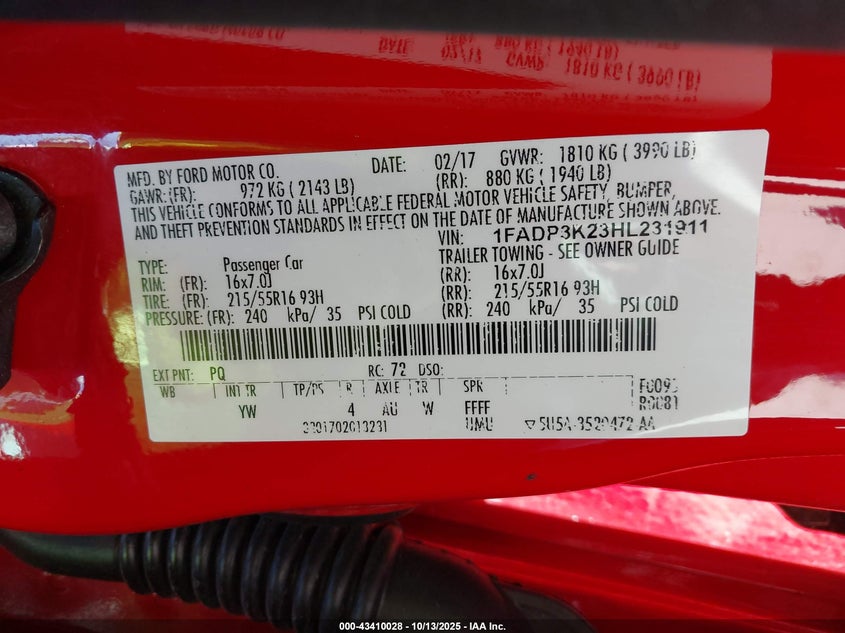 MFD. BY FORD MOTOR CO. DATE: 02/17 GVWR: 1810 KG ( 3990 LB)
GAWR: (FR): 972 KG ( 2143 LB) (RR): 880 KG ( 1940 LB)
THIS VEHICLE CONFORMS TO ALL APPLICABLE FEDERAL MOTOR VEHICLE SAFETY, BUMPER,
AND THEFT PREVENTION STANDARDS IN EFFECT ON THE DATE OF MANUFACTURE SHOWN ABOVE.
VIN: 1FADP3K23HL231911
TYPE: Passenger Car TRAILER TOWING - SEE OWNER GUIDE
RIM: (FR): 16x7.0J (RR): 16x7.0J
TIRE: (FR): 215/55R16 93H (RR): 215/55R16 93H
PRESSURE: (FR): 240 kPa/ 35 PSI COLD (RR): 240 kPa/ 35 PSI COLD
EXT PNT: PQ RC: 72 DSO:
WB INT TR TP/PS R AXLE TR SPR
YW 4 AU W FFFF
UMU
000-43410028 - 10/13/2025 - IAA Inc.